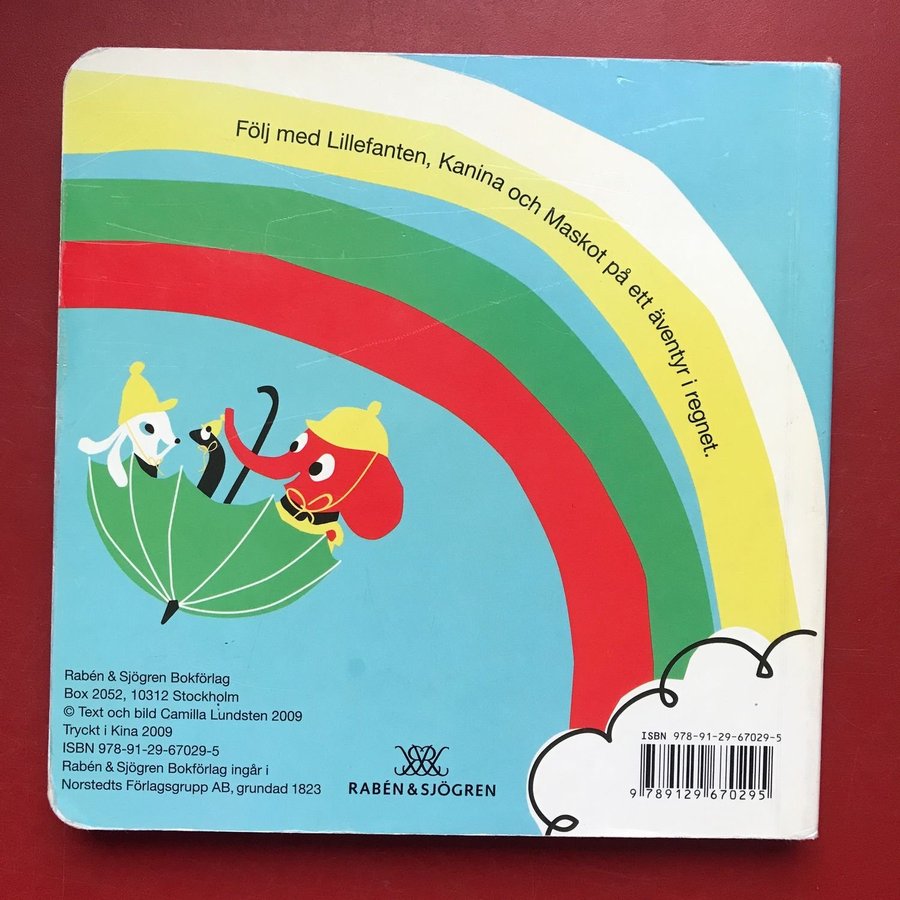 Följ med Lillefanten, Kanina och Maskot på ett äventyr i regnet.
Rabén & Sjögren Bokförlag
Box 2052, 10312 Stockholm
© Text och bild Camilla Lundsten 2009
Tryckt i Kina 2009
ISBN 978-91-29-67029-5
Rabén & Sjögren Bokförlag ingår i
Norstedts Förlagsgrupp AB, grundad 1823
RABÉN & SJÖGREN
ISBN 978-91-29-67029-5
9 789129 670295